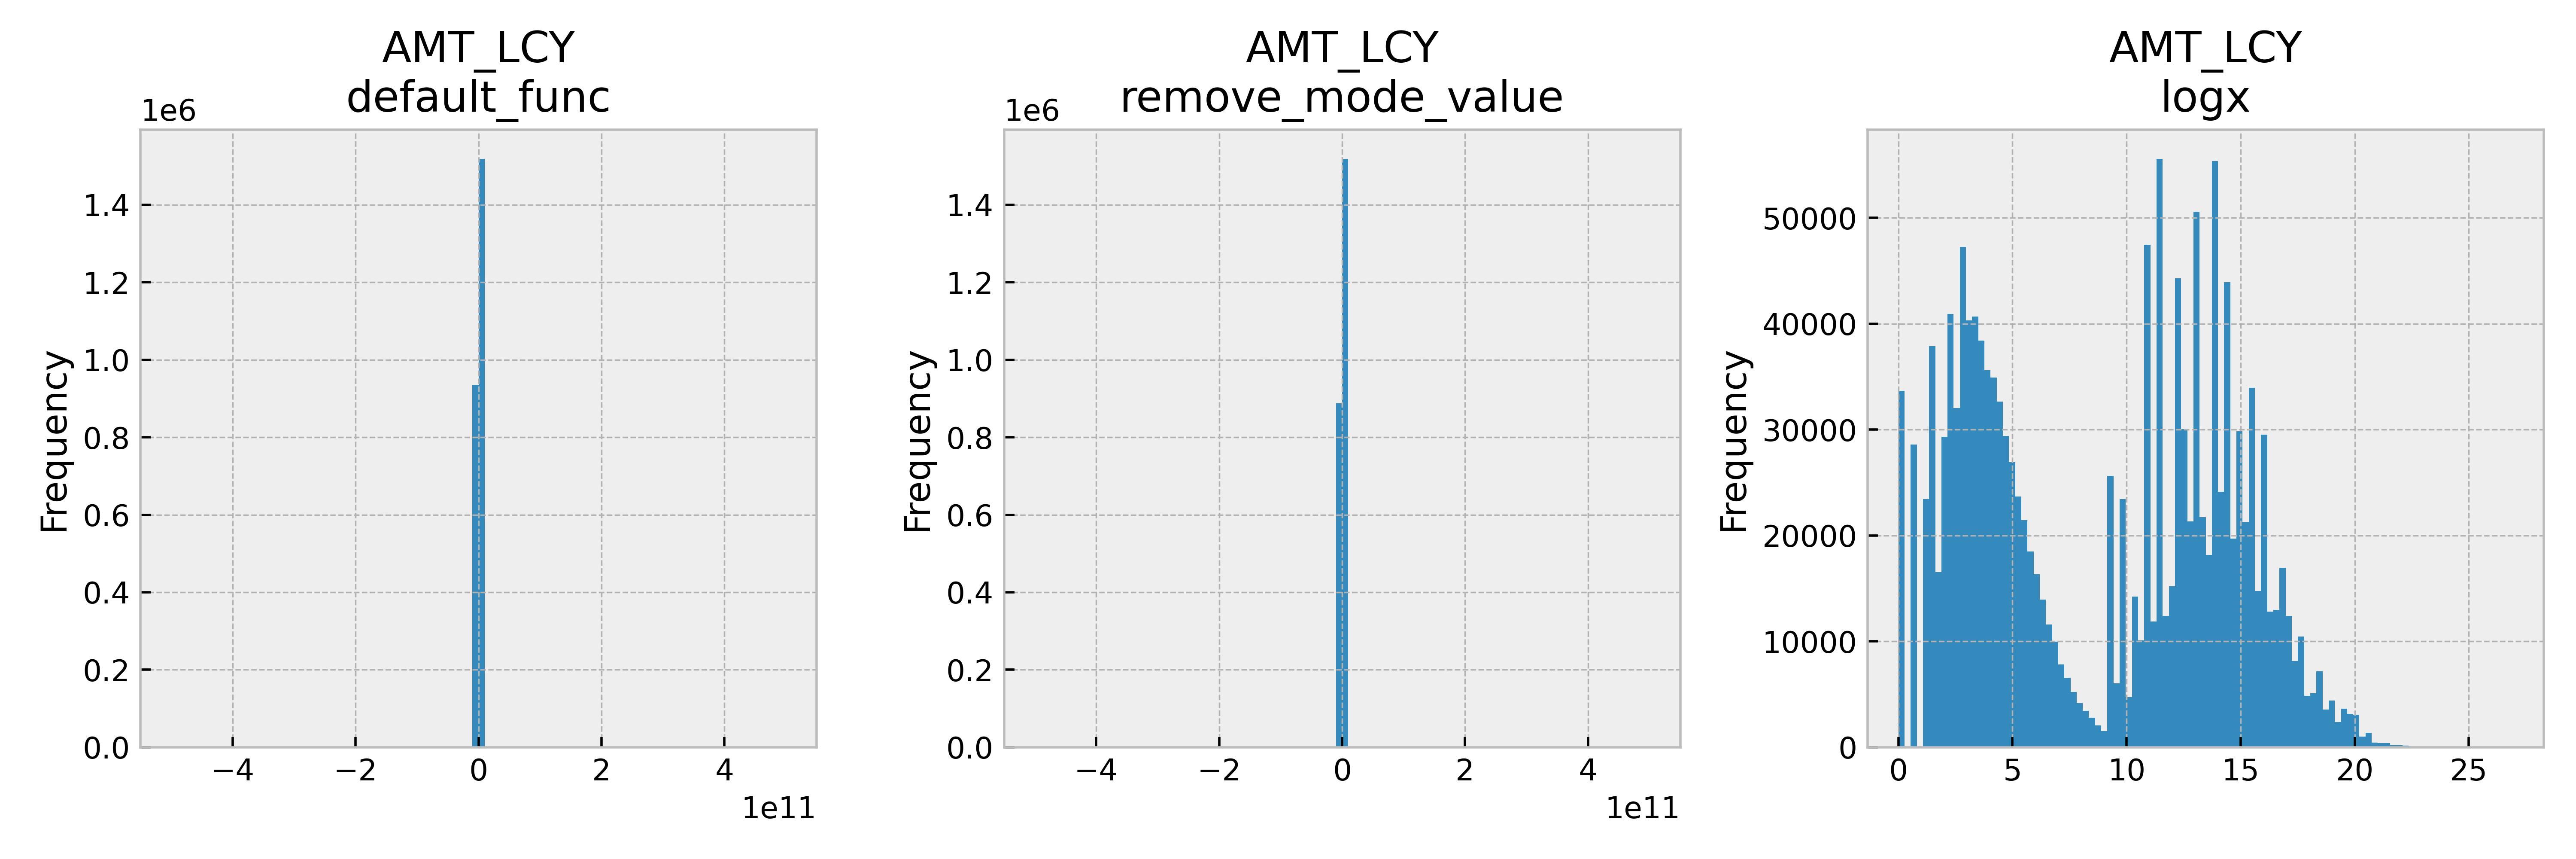 AMT_LCY
default_func
1e6
1.4
1.2
1.0
0.8
0.6
0.4
0.2
0.0
Frequency
−4
−2
0
2
4
1e11
AMT_LCY
remove_mode_value
1e6
1.4
1.2
1.0
0.8
0.6
0.4
0.2
0.0
Frequency
−4
−2
0
2
4
1e11
AMT_LCY
logx
50000
40000
30000
20000
10000
0
Frequency
0
5
10
15
20
25